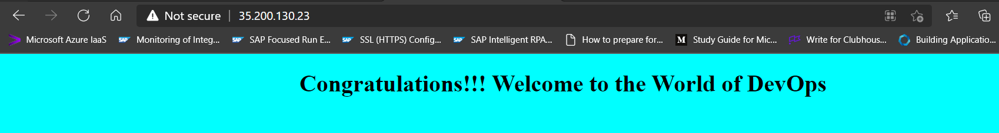 Not secure | 35.200.130.23
Microsoft Azure IaaS SAP Monitoring of Integ... SAP SAP Focused Run E... SAP SSL (HTTPS) Config... SAP SAP Intelligent RPA... How to prepare for... M Study Guide for Mic... Write for Clubhous... Building Applicatio...
Congratulations!!! Welcome to the World of DevOps